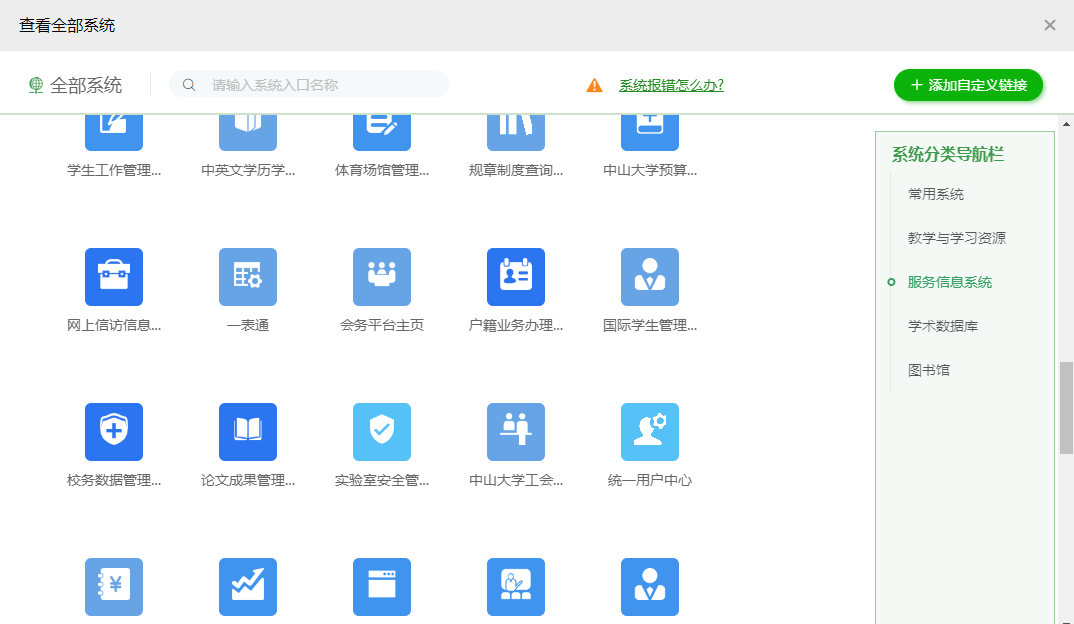 查看全部系统
全部系统
请输入系统入口名称
系统报错怎么办?
添加自定义链接
学生工作管理...
中英文学历学...
体育场馆管理...
规章制度查询...
中山大学预算...
网上信访信息...
一表通
会务平台主页
户籍业务办理...
国际学生管理...
校务数据管理...
论文成果管理...
实验室安全管...
中山大学工会...
统一用户中心
系统分类导航栏
常用系统
教学与学习资源
服务信息系统
学术数据库
图书馆